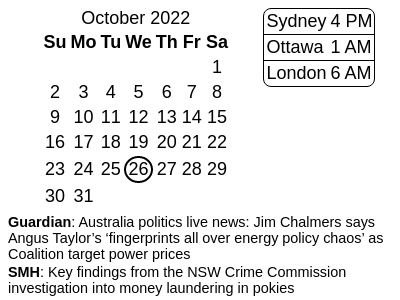 October 2022
Su Mo Tu We Th Fr Sa
1
2 3 4 5 6 7 8
9 10 11 12 13 14 15
16 17 18 19 20 21 22
23 24 25 26 27 28 29
30 31
Sydney 4 PM
Ottawa 1 AM
London 6 AM
Guardian: Australia politics live news: Jim Chalmers says
Angus Taylor’s ‘fingerprints all over energy policy chaos’ as
Coalition target power prices
SMH: Key findings from the NSW Crime Commission
investigation into money laundering in pokies